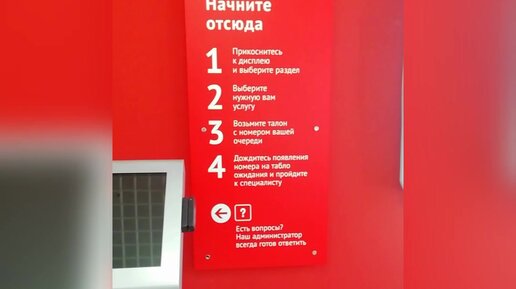 Начните
отсюда
1 Прикоснитесь
к дисплею
и выберите раздел
2 Выберите
нужную вам
услугу
3 Возьмите талон
с номером вашей
очереди
4 Дождитесь появления
номера на табло
ожидания и пройдите
к специалисту
?
Есть вопросы?
Наш администратор
всегда готов ответить